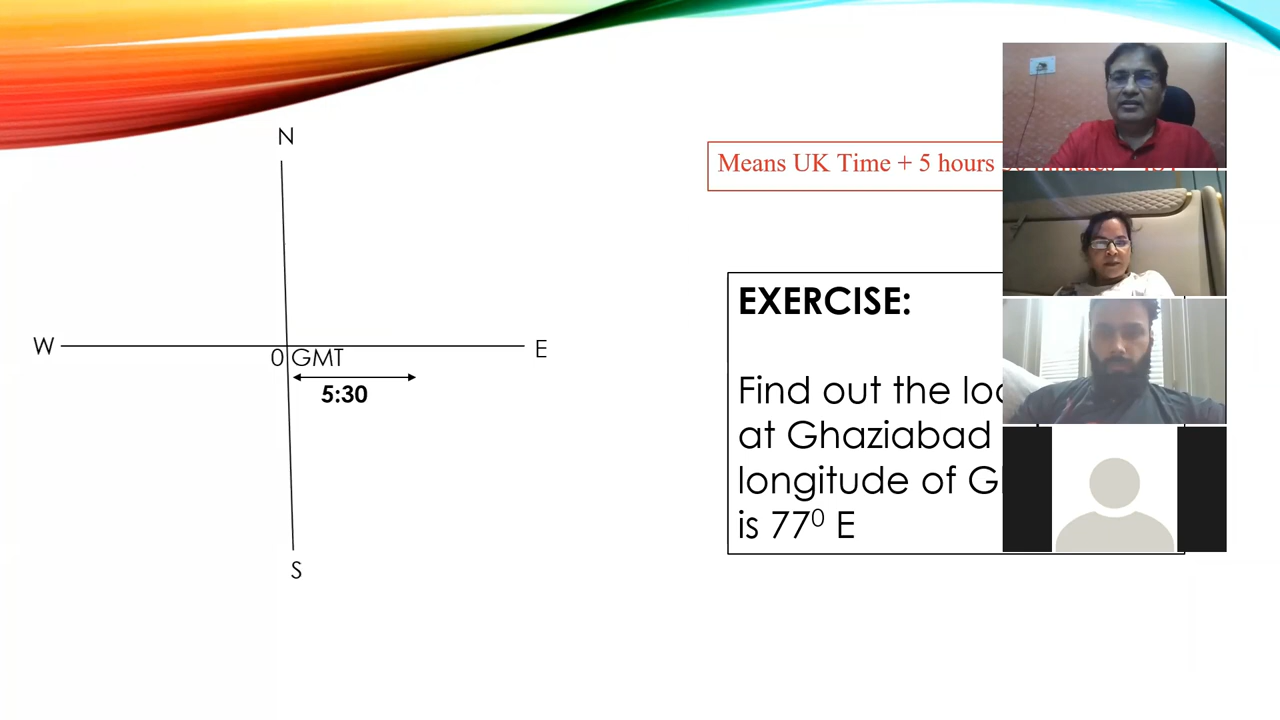 N
Means UK Time + 5 hours
W
E
0 GMT
5:30
S
EXERCISE:
Find out the
at Ghaziabad
longitude of
is 77⁰ E